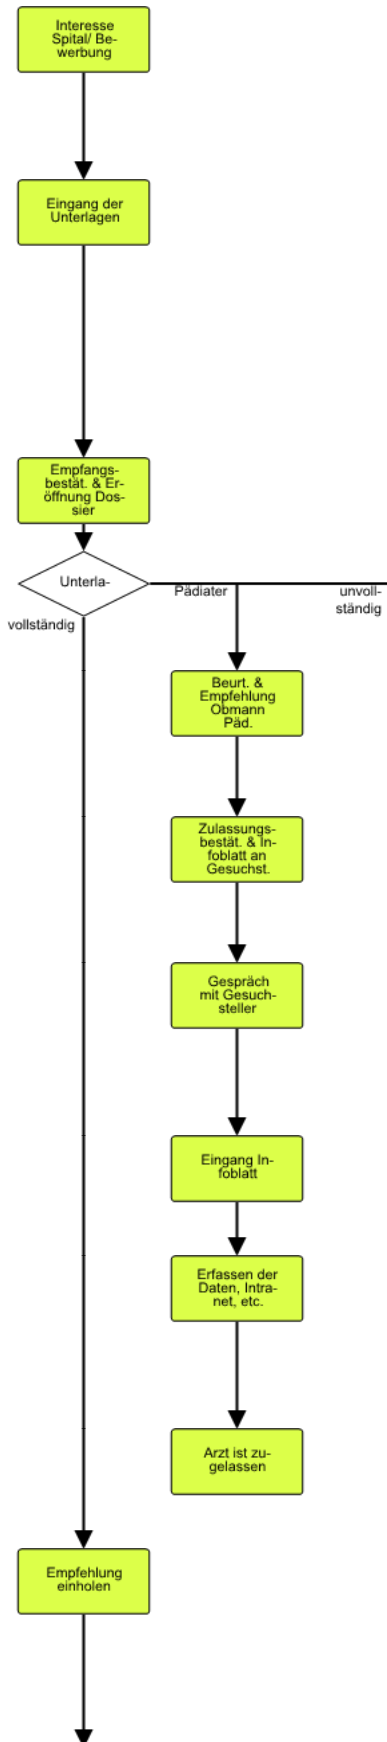 Interesse
Spital/ Be-
werbung
Eingang der
Unterlagen
Empfangs-
bestät. & Er-
öffnung Dos-
sier
Unterla-
Pädiater
unvoll-
ständig
vollständig
Beurt. &
Empfehlung
Obmann
Päd.
Zulassungs-
bestät. & In-
foblatt an
Gesuchst.
Gespräch
mit Gesuch-
steller
Eingang In-
foblatt
Erfassen der
Daten, Intra-
net, etc.
Arzt ist zu-
gelassen
Empfehlung
einholen